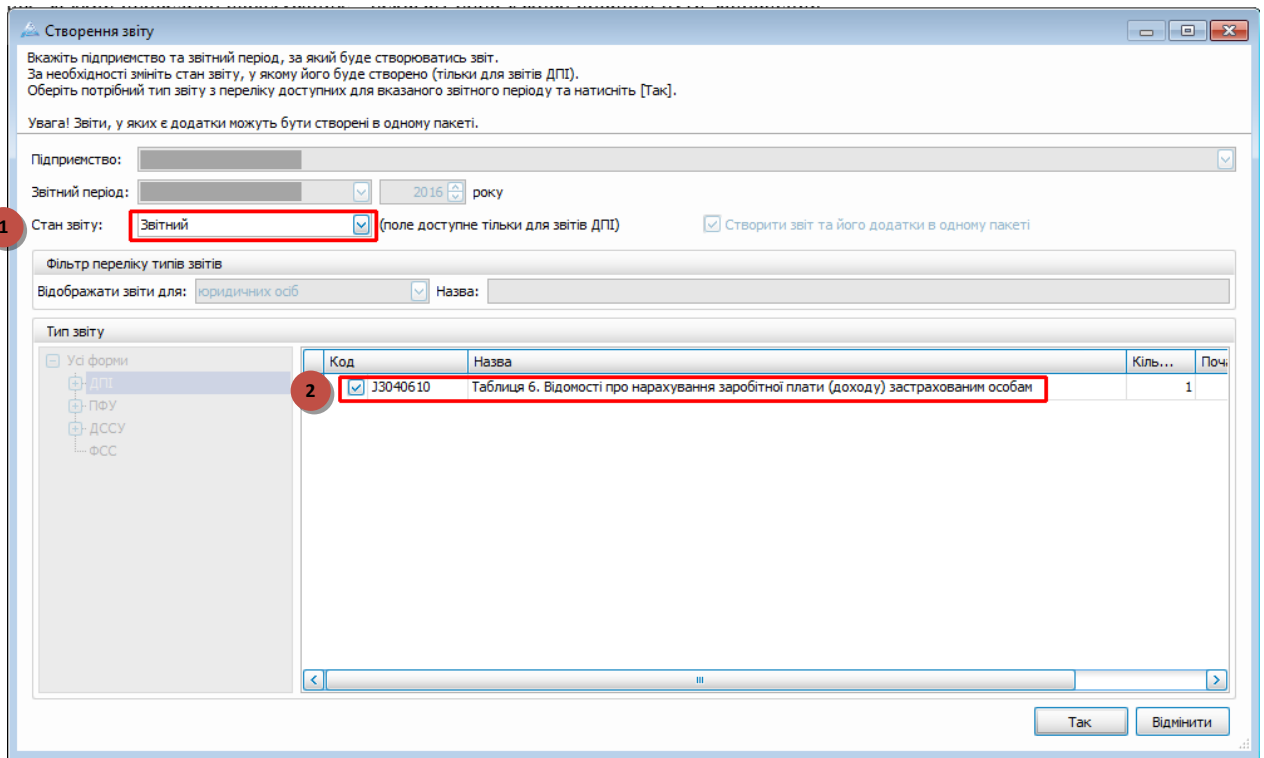 Створення звіту
Вкажіть підприємство та звітний період, за який буде створюватись звіт.
За необхідності змініть стан звіту, у якому його буде створено (тільки для звітів ДПІ).
Оберіть потрібний тип звіту з переліку доступних для вказаного звітного періоду та натисніть [Так].
Увага! Звіти, у яких є додатки можуть бути створені в одному пакеті.
Підприємство:
Звітний період: 2016 року
1 Стан звіту: Звітний (поле доступне тільки для звітів ДПІ) Створити звіт та його додатки в одному пакеті
Фільтр переліку типів звітів
Відображати звіти для: юридичних осіб Назва:
Тип звіту
Усі форми
ДПІ
ПФУ
ДССУ
ФСС
Код Назва Кіль... Поча
2 J3040610 Таблиця 6. Відомості про нарахування заробітної плати (доходу) застрахованим особам 1
Так Відмінити